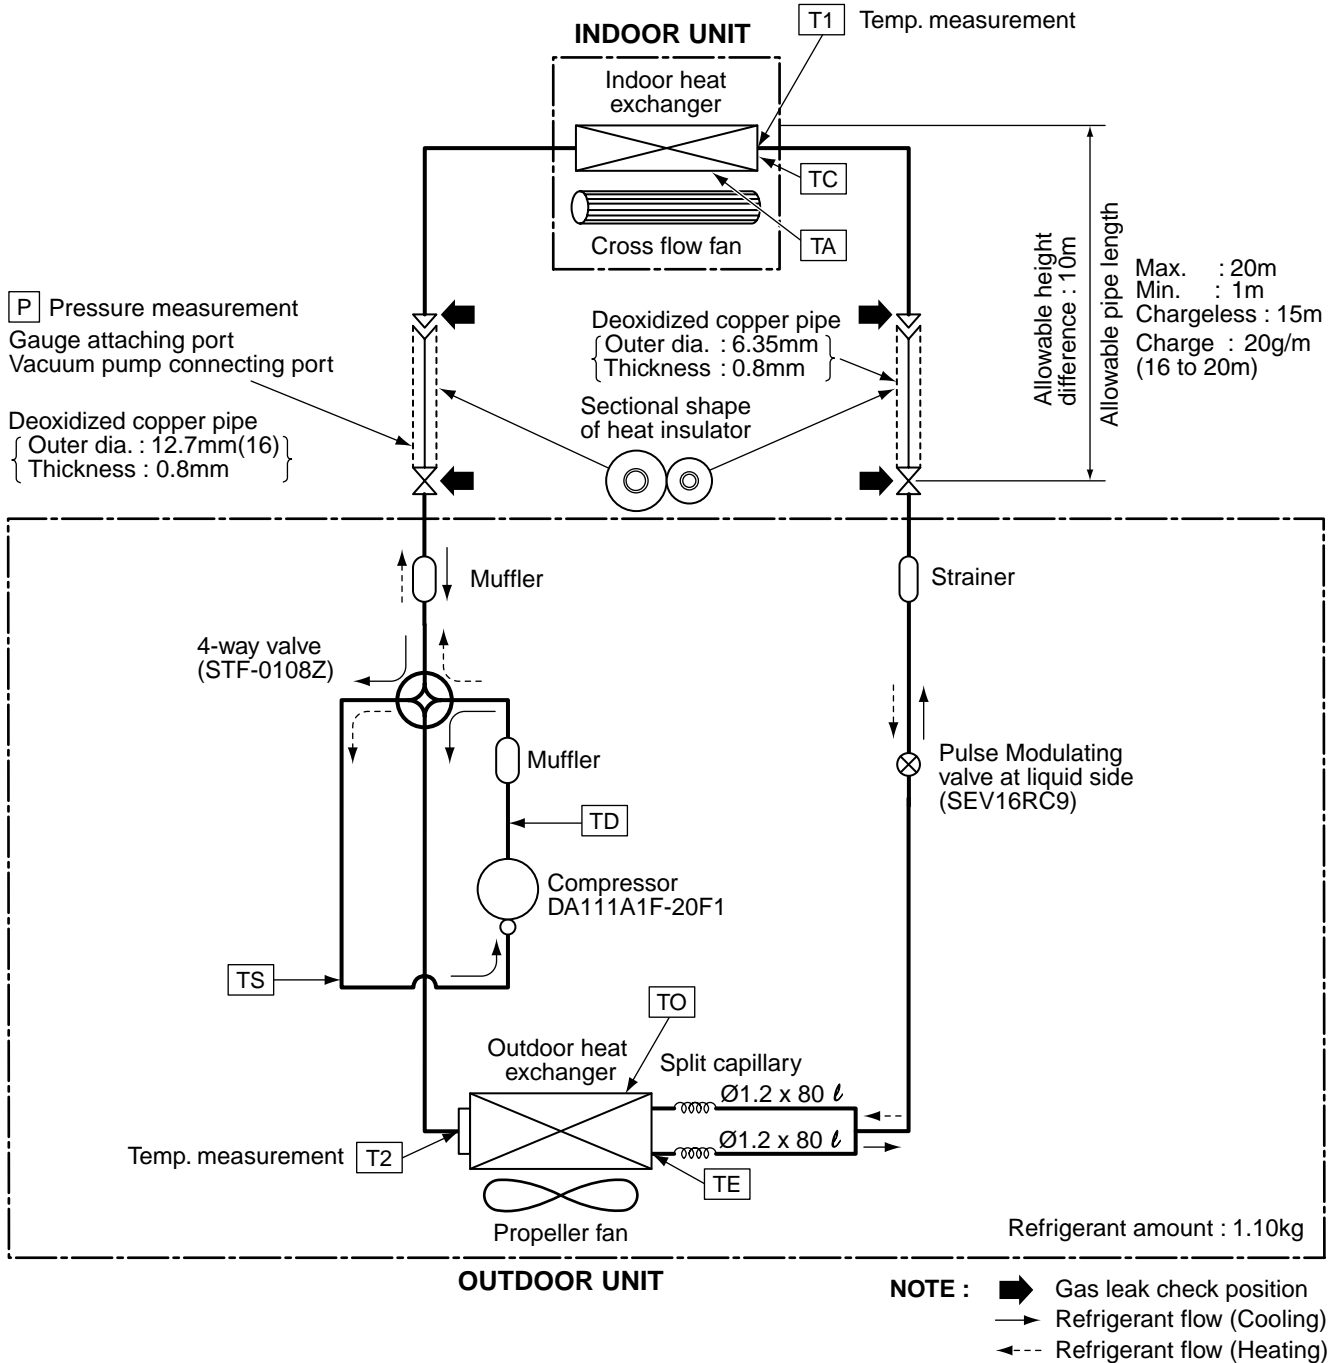 T1 Temp. measurement
INDOOR UNIT
Indoor heat
exchanger
TC
Cross flow fan
TA
Allowable height
difference : 10m
Allowable pipe length
Max. : 20m
Min. : 1m
Chargeless : 15m
Charge : 20g/m
(16 to 20m)
P Pressure measurement
Gauge attaching port
Vacuum pump connecting port
Deoxidized copper pipe
Outer dia. : 12.7mm(16)
Thickness : 0.8mm
Deoxidized copper pipe
Outer dia. : 6.35mm
Thickness : 0.8mm
Sectional shape
of heat insulator
Muffler
Strainer
4-way valve
(STF-0108Z)
Muffler
Pulse Modulating
valve at liquid side
(SEV16RC9)
TD
Compressor
DA111A1F-20F1
TS
TO
Outdoor heat
exchanger
Split capillary
Ø1.2 x 80 ℓ
Ø1.2 x 80 ℓ
Temp. measurement T2
TE
Propeller fan
Refrigerant amount : 1.10kg
OUTDOOR UNIT
NOTE : Gas leak check position
Refrigerant flow (Cooling)
Refrigerant flow (Heating)